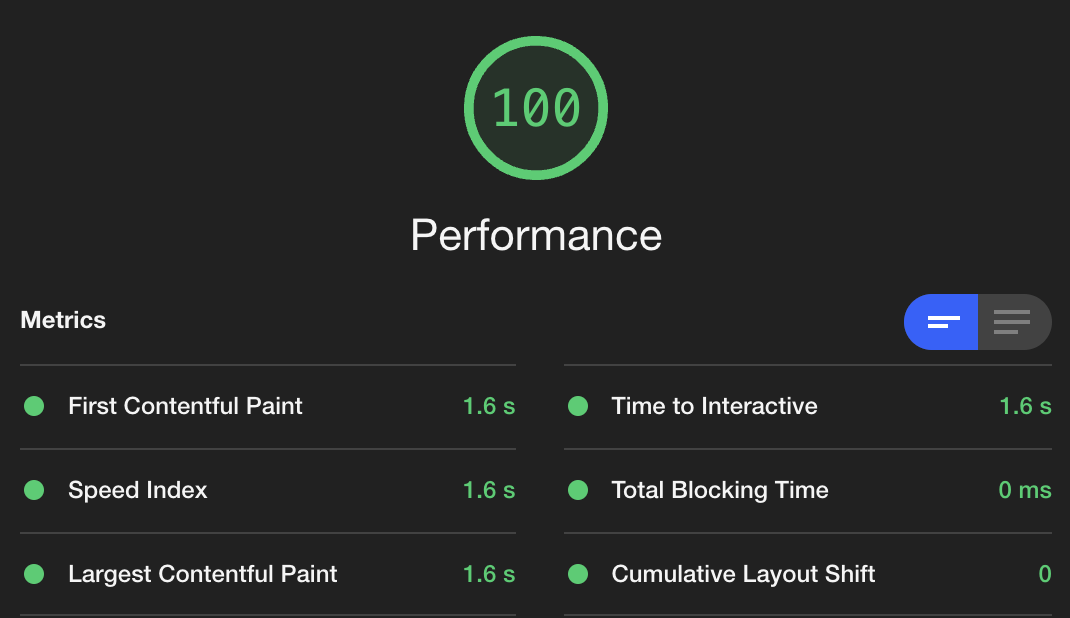 100
Performance
Metrics
First Contentful Paint 1.6 s
Time to Interactive 1.6 s
Speed Index 1.6 s
Total Blocking Time 0 ms
Largest Contentful Paint 1.6 s
Cumulative Layout Shift 0